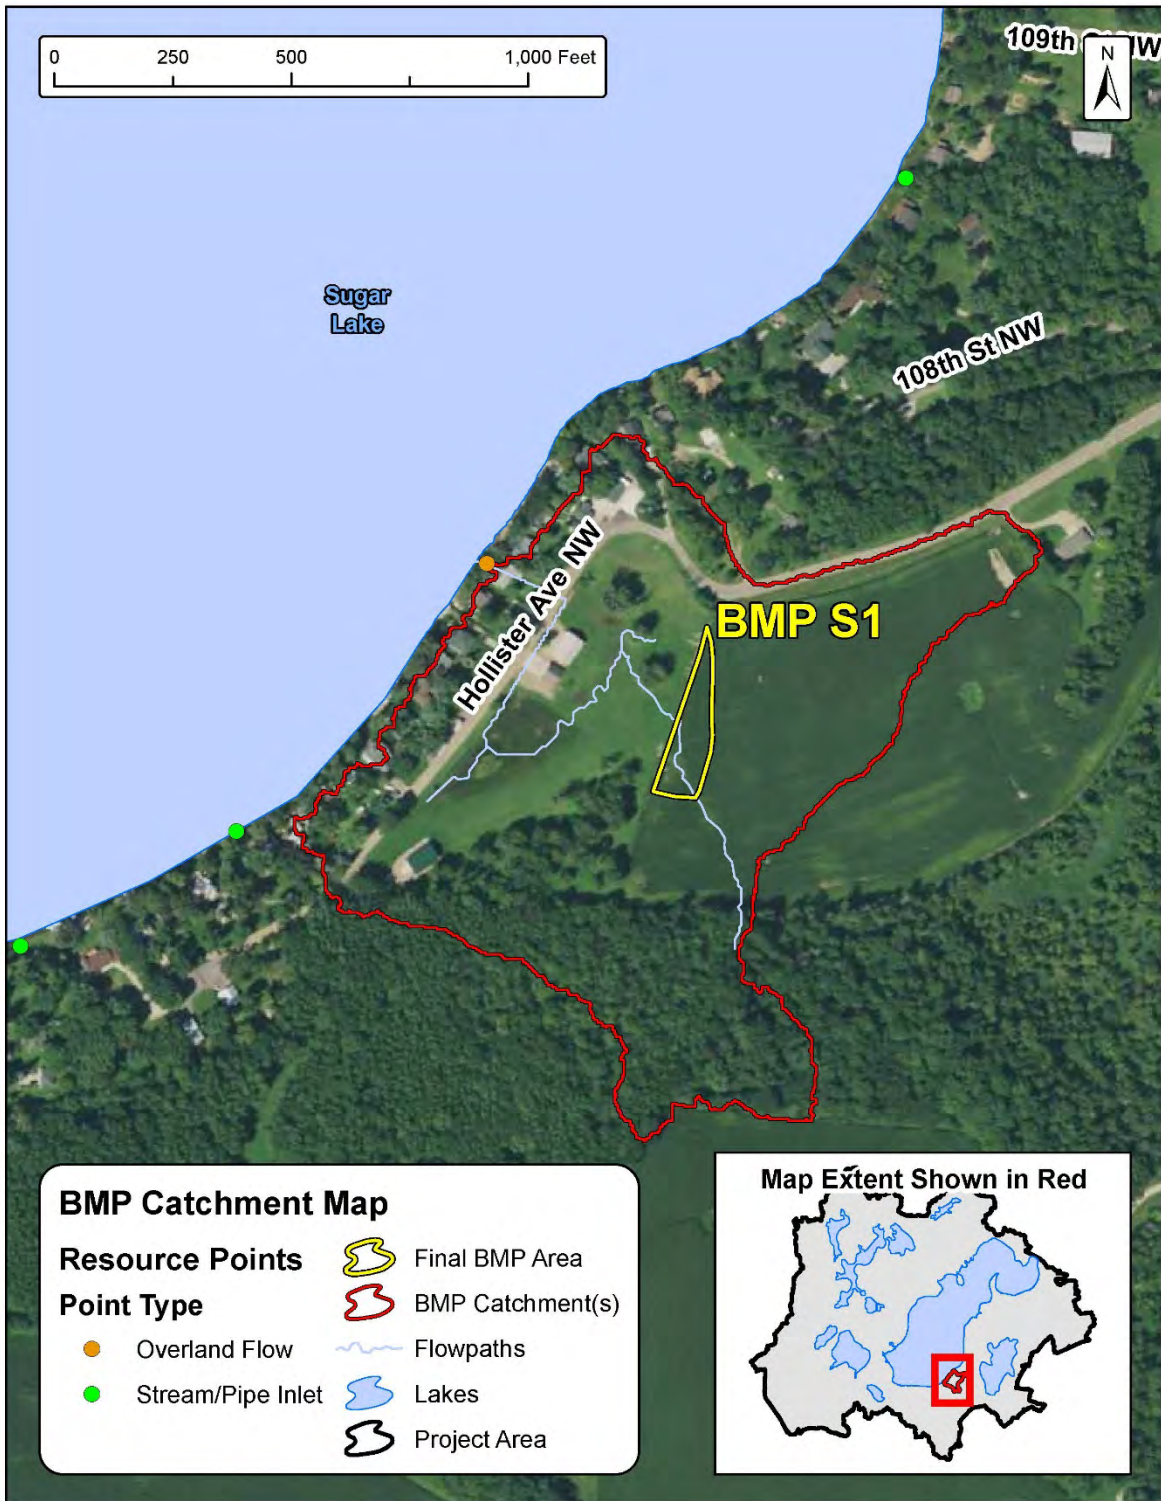 0 250 500 1,000 Feet
109th St NW
N
Sugar
Lake
108th St NW
Hollister Ave NW
BMP S1
BMP Catchment Map
Resource Points
Point Type
Overland Flow
Stream/Pipe Inlet
Final BMP Area
BMP Catchment(s)
Flowpaths
Lakes
Project Area
Map Extent Shown in Red